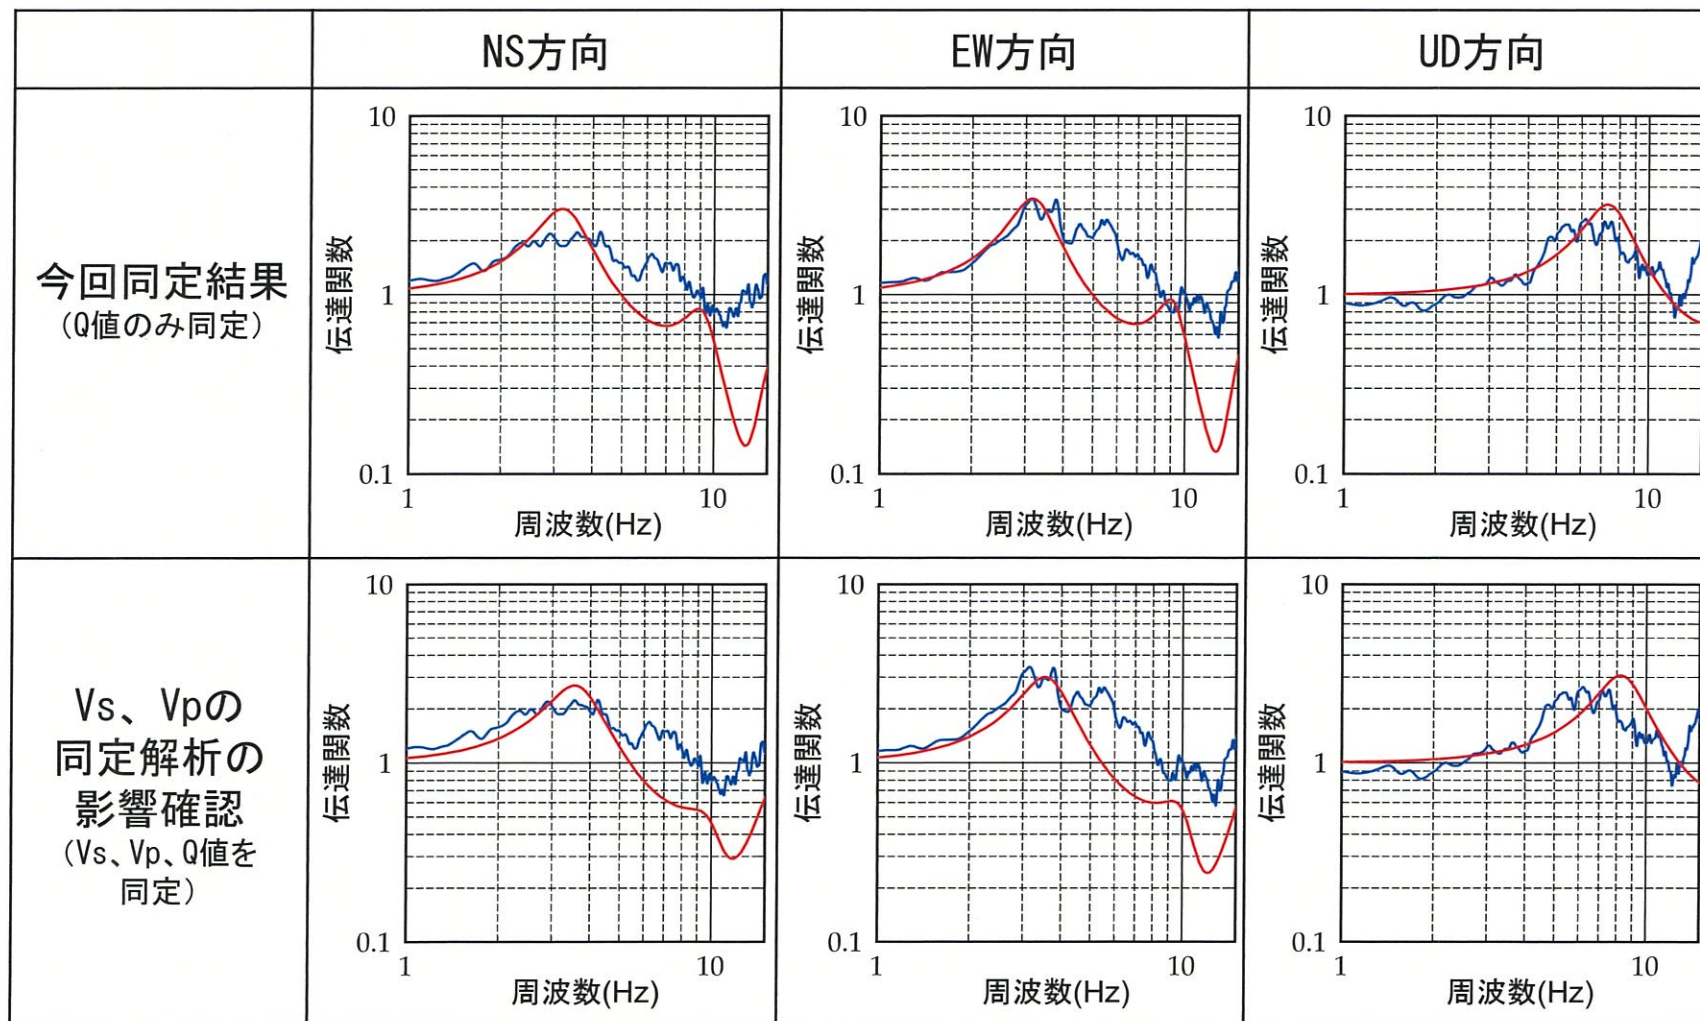 NS方向
EW方向
UD方向
今回同定結果
(Q値のみ同定)
10
1
0.1
伝達関数
1
10
周波数(Hz)
10
1
0.1
伝達関数
1
10
周波数(Hz)
10
1
0.1
伝達関数
1
10
周波数(Hz)
Vs、Vpの
同定解析の
影響確認
(Vs、Vp、Q値を
同定)
10
1
0.1
伝達関数
1
10
周波数(Hz)
10
1
0.1
伝達関数
1
10
周波数(Hz)
10
1
0.1
伝達関数
1
10
周波数(Hz)